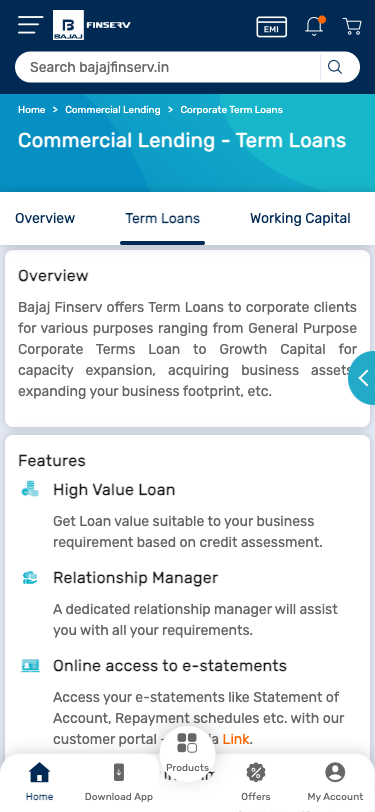 B
BAJAJ
FINSERV
EMI
Search bajajfinserv.in
Home > Commercial Lending > Corporate Term Loans
Commercial Lending - Term Loans
Overview Term Loans Working Capital
Overview
Bajaj Finserv offers Term Loans to corporate clients
for various purposes ranging from General Purpose
Corporate Terms Loan to Growth Capital for
capacity expansion, acquiring business assets,
expanding your business footprint, etc.
Features
High Value Loan
Get Loan value suitable to your business
requirement based on credit assessment.
Relationship Manager
A dedicated relationship manager will assist
you with all your requirements.
Online access to e-statements
Access your e-statements like Statement of
Account, Repayment schedules etc. with our
customer portal - Link.
Home Download App Products Offers My Account